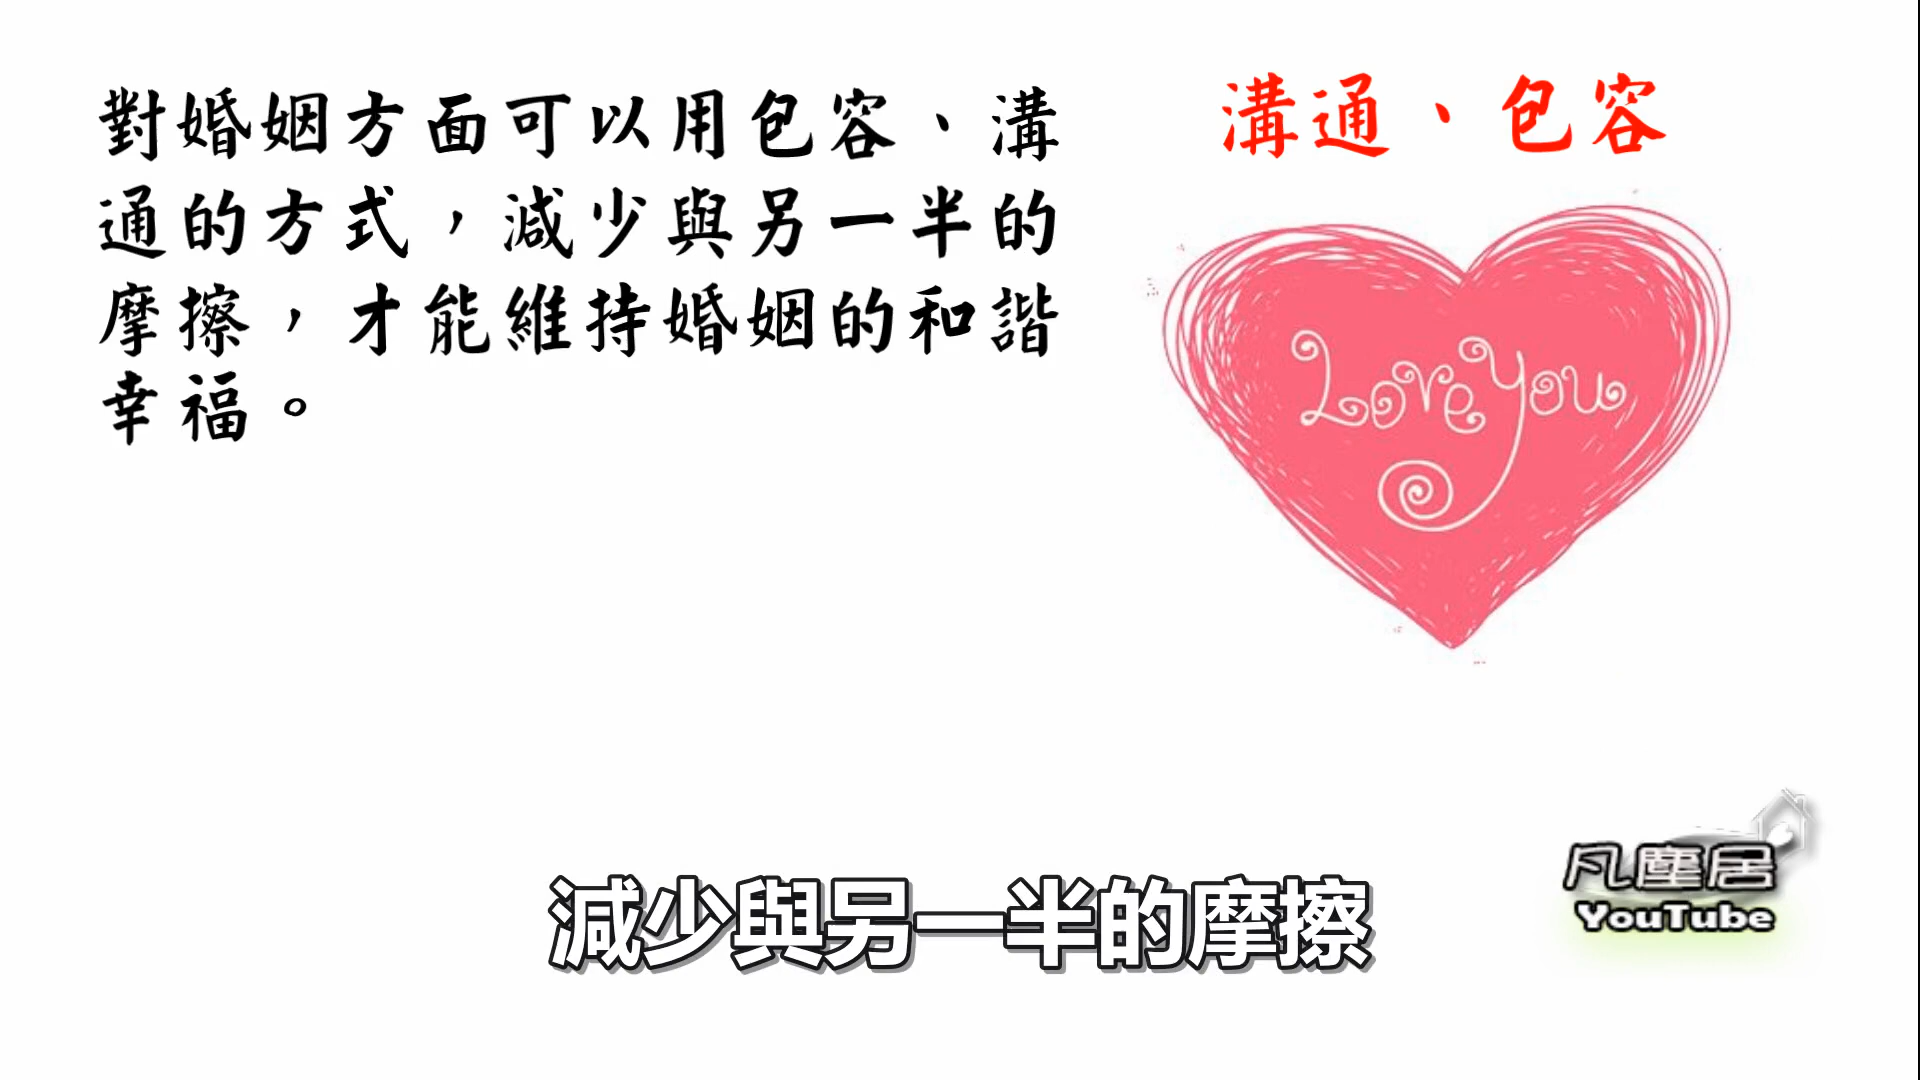 對婚姻方面可以用包容、溝
通的方式，減少與另一半的
摩擦，才能維持婚姻的和諧
幸福。
溝通、包容
Love You
減少與另一半的摩擦
凡塵居
YouTube